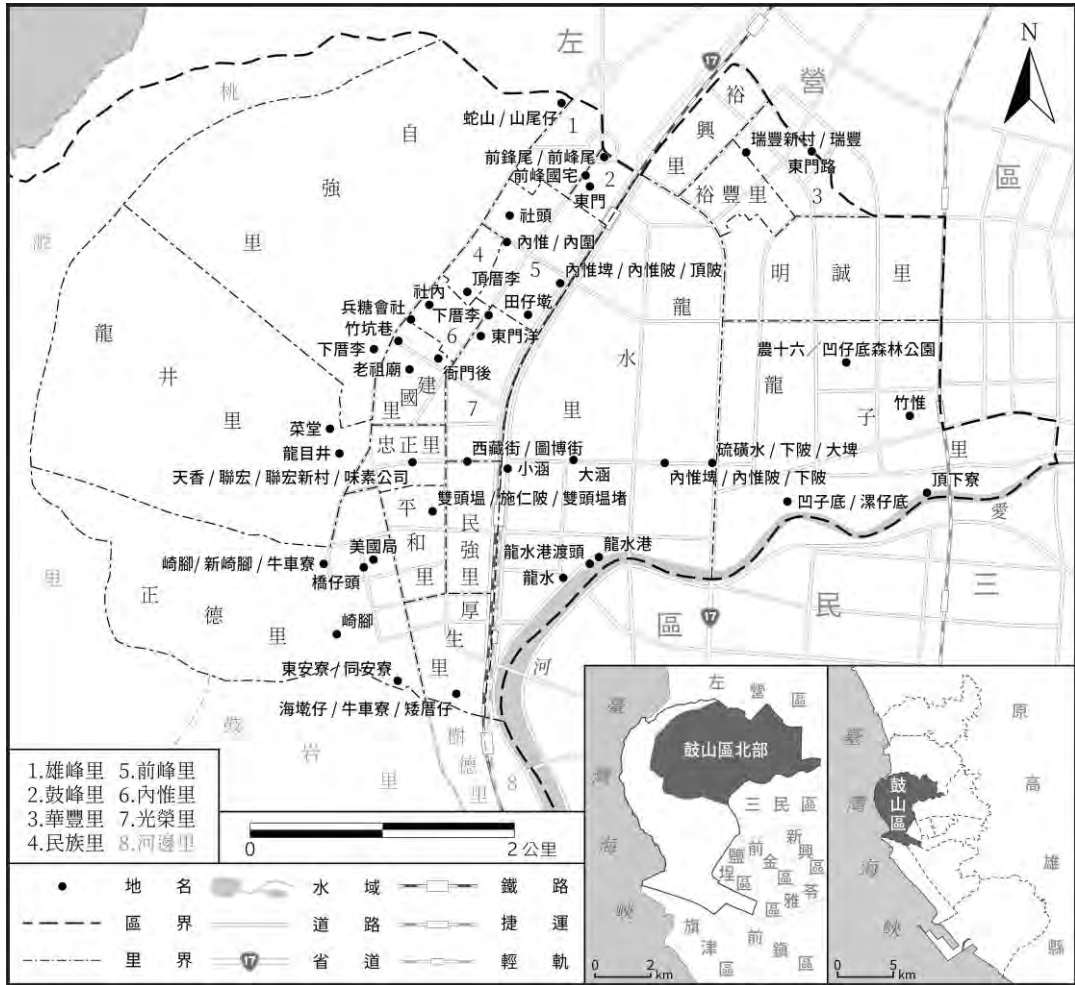 左營區
N
17
桃
自強里
裕興里
蛇山 / 山尾仔
1
瑞豐新村 / 瑞豐
前鋒尾 / 前峰尾
東門路
前峰國宅
2
東門
裕豐里
3
社頭
內惟 / 內圍
4
明誠里
頂厝李
5
內惟埤 / 內惟陂 / 頂陂
社內
田仔墘
龍水里
兵糖會社
下厝李
竹坑巷
6
東門洋
下厝李
農十六／凹仔底森林公園
老祖廟
衙門後
龍井里
建國里
7
龍子里
竹惟
菜堂
忠正里
西藏街 / 圖博街
硫磺水 / 下陂 / 大埤
龍目井
小涵
大涵
天香 / 聯宏 / 聯宏新村 / 味素公司
內惟埤 / 內惟陂 / 下陂
頂下寮
雙頭塭 / 施仁陂 / 雙頭塭堵
凹子底 / 漯仔底
愛河
平和里
民強里
美國局
龍水港渡頭
龍水港
崎腳/ 新崎腳 / 牛車寮
里
橋仔頭
龍水
正德里
厚生里
三民區
17
崎腳
東安寮 / 同安寮
海墘仔 / 牛車寮 / 矮厝仔
岩
里
樹德里
8
1.雄峰里 5.前峰里
2.鼓峰里 6.內惟里
3.華豐里 7.光榮里
4.民族里 8.河邊里
0 2 公里
● 地名 水域 鐵路
區界 道路 捷運
里界 17 省道 輕軌
左營區
臺灣海峽
鼓山區北部
三民區
新興區
前金區
鹽埕區
苓雅區
旗津區
前鎮區
0 2 km
原高雄縣
臺灣海峽
鼓山區
0 5 km